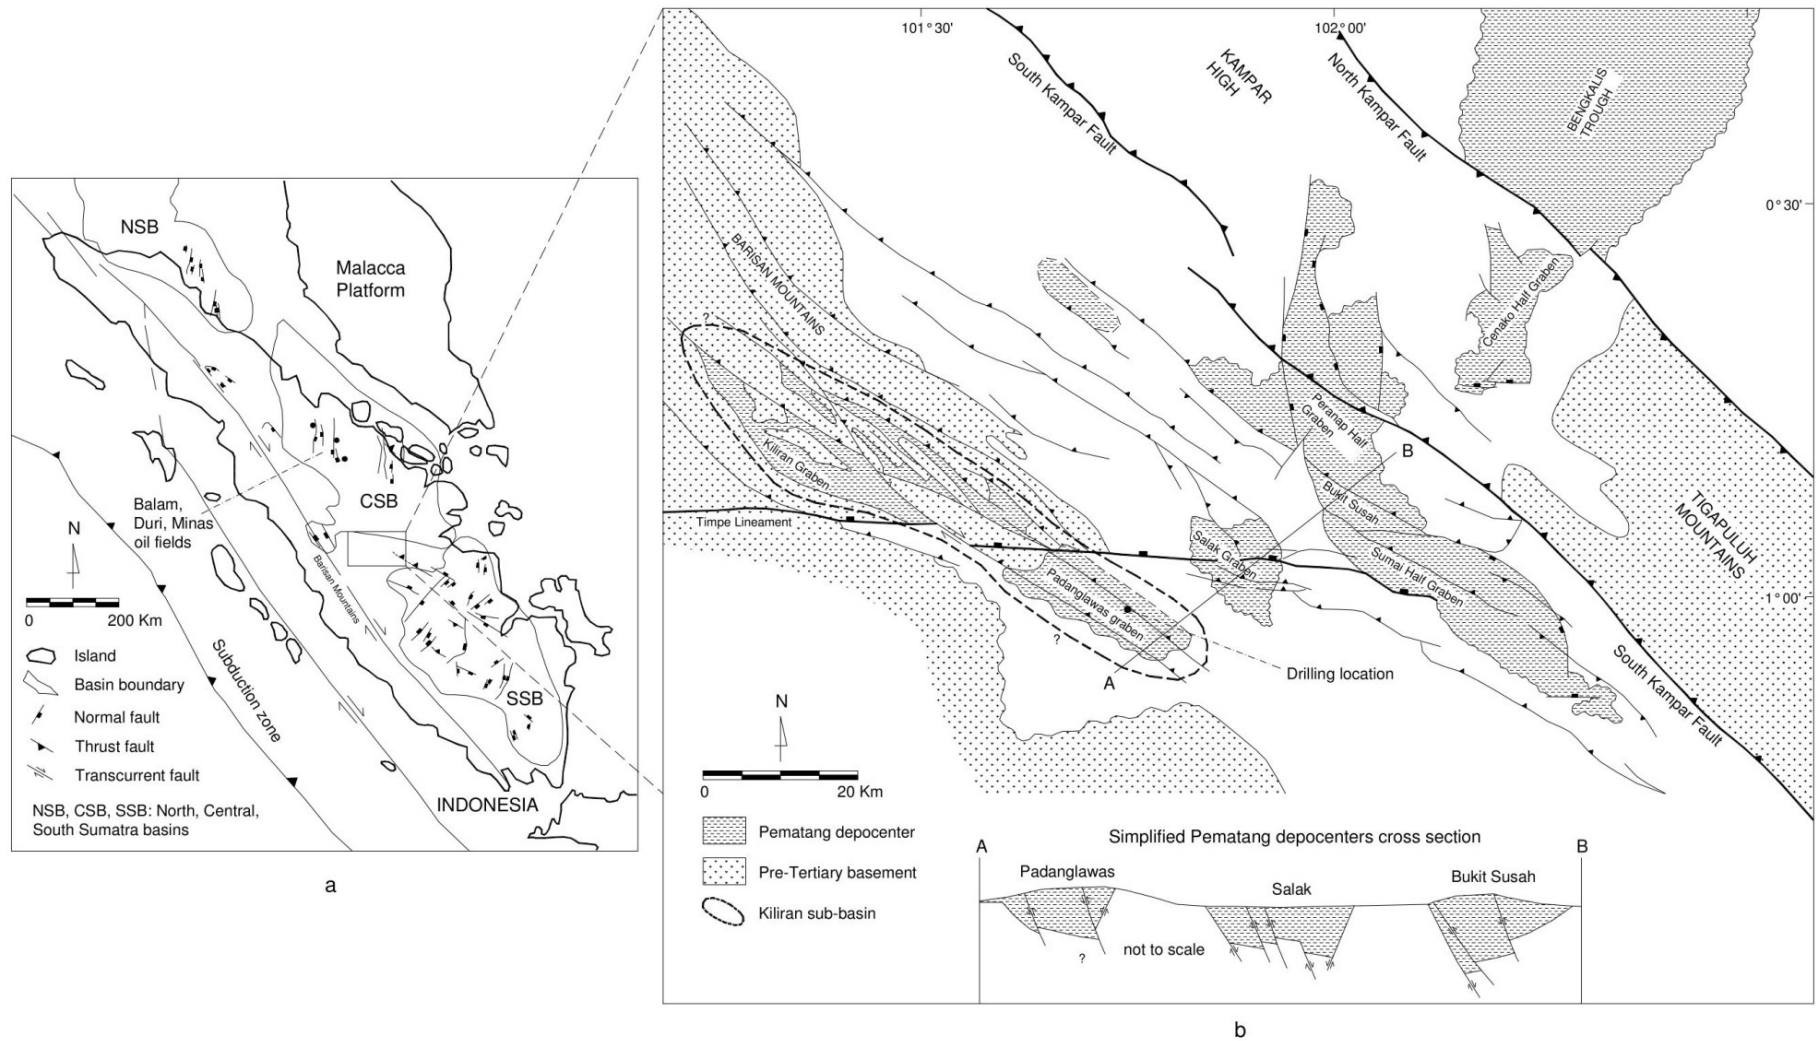 NSB
Malacca
Platform
CSB
Balam,
Duri, Minas
oil fields
N
Barisan Mountains
0 200 Km
SSB
Subduction zone
Island
Basin boundary
Normal fault
Thrust fault
Transcurrent fault
INDONESIA
NSB, CSB, SSB: North, Central,
South Sumatra basins
a
101°30'
102°00'
South Kampar Fault
KAMPAR
HIGH
North Kampar Fault
BENGKALIS
TROUGH
0°30'
BARISAN MOUNTAINS
?
Cenako Half Graben
Peranap Half
Graben
B
Kiliran Graben
Bukit Susah
Timpe Lineament
Salak Graben
Sumai Half Graben
TIGAPULUH
MOUNTAINS
Padanglawas graben
1°00'
?
A
Drilling location
South Kampar Fault
N
0 20 Km
Pematang depocenter
Pre-Tertiary basement
Kiliran sub-basin
Simplified Pematang depocenters cross section
A
B
Padanglawas
Salak
Bukit Susah
?
not to scale
b